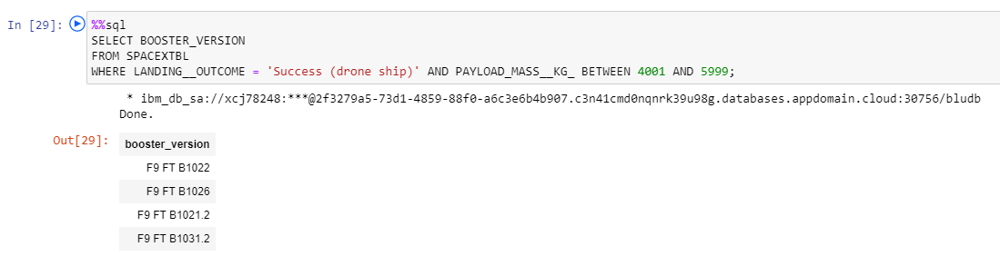 In [29]: %%sql
SELECT BOOSTER_VERSION
FROM SPACEXTBL
WHERE LANDING__OUTCOME = 'Success (drone ship)' AND PAYLOAD_MASS__KG_ BETWEEN 4001 AND 5999;
* ibm_db_sa://xcj78248:***@2f3279a5-73d1-4859-88f0-a6c3e6b4b907.c3n41cmd0nqnrk39u98g.databases.appdomain.cloud:30756/bludb
Done.
Out[29]: booster_version
F9 FT B1022
F9 FT B1026
F9 FT B1021.2
F9 FT B1031.2